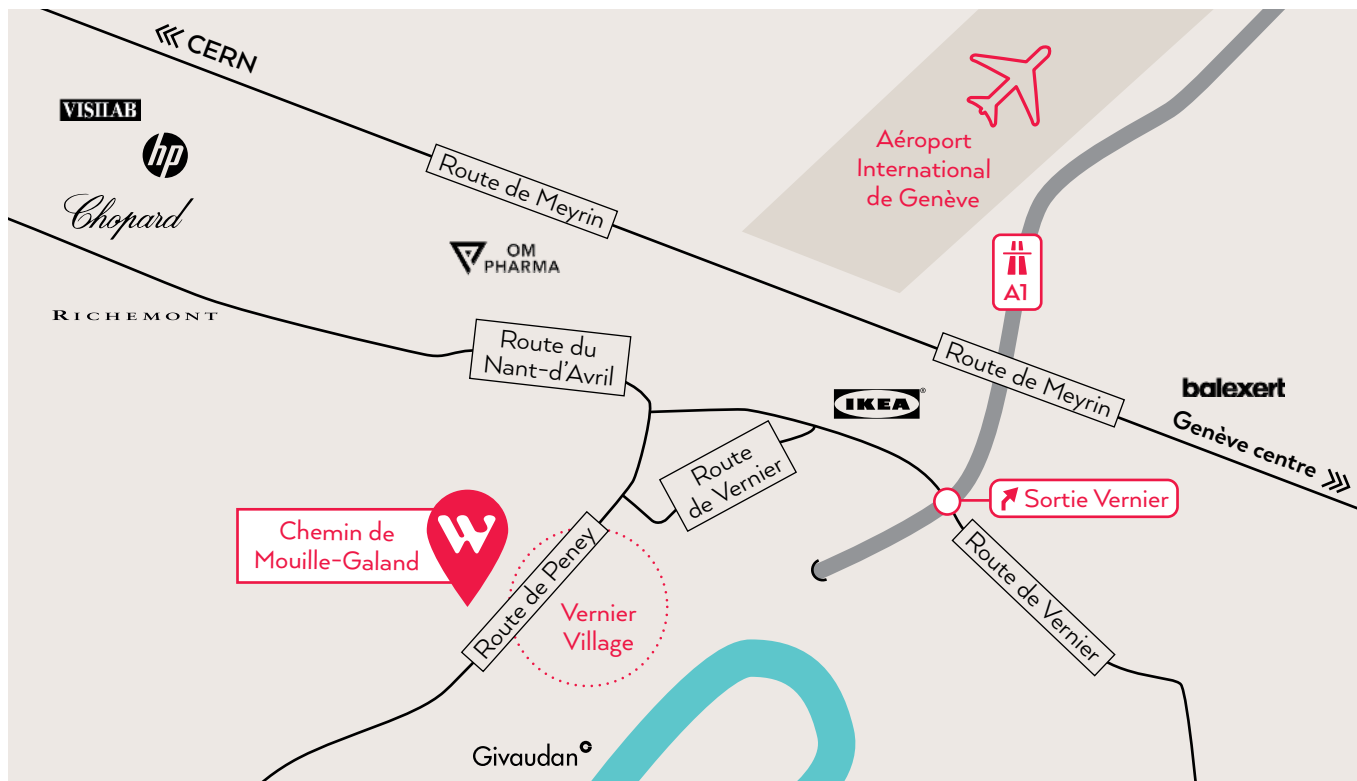 CERN
VISILAB
hp
Chopard
RICHEMONT
Route de Meyrin
OM
PHARMA
Aéroport
International
de Genève
A1
Route du
Nant-d'Avril
IKEA®
Route de Meyrin
balexert
Genève centre
Route
de Vernier
Sortie Vernier
Chemin de
Mouille-Galand
W
Route de Peney
Vernier
Village
Route de Vernier
Givaudan